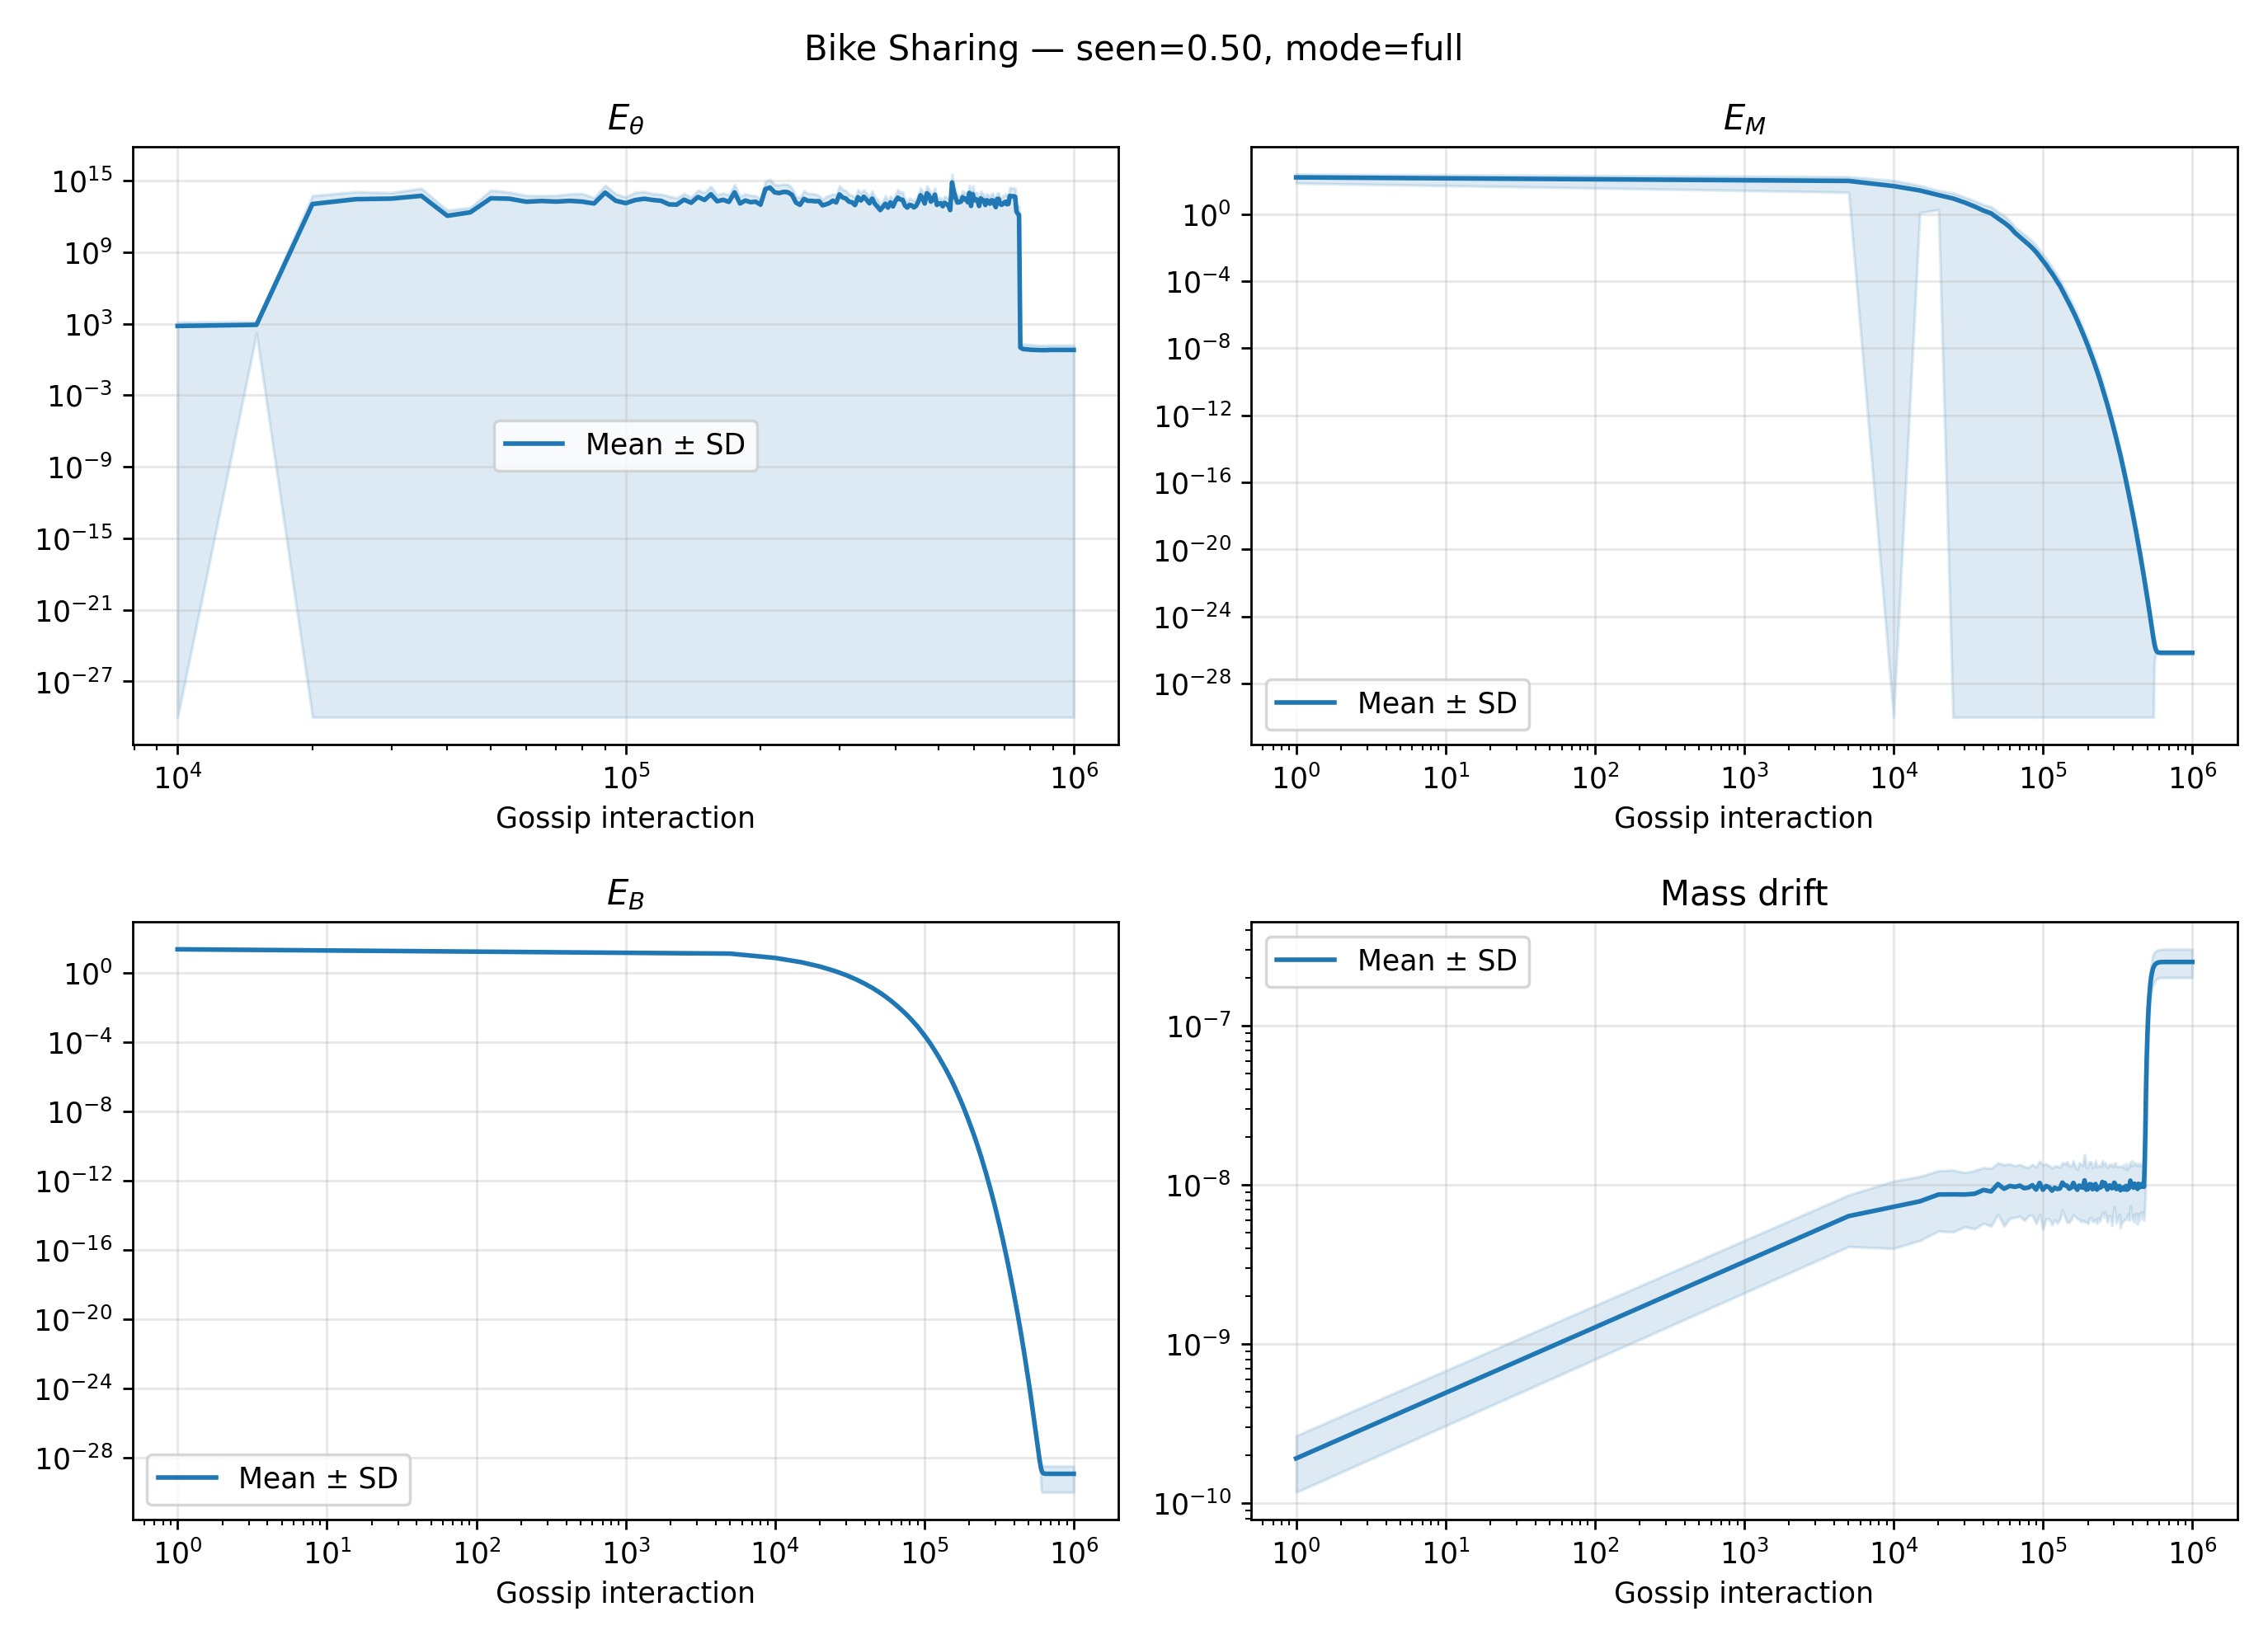 Bike Sharing — seen=0.50, mode=full
E_θ
10^15
10^9
10^3
10^−3
10^−9
10^−15
10^−21
10^−27
Mean ± SD
10^4 10^5 10^6
Gossip interaction
E_M
10^0
10^−4
10^−8
10^−12
10^−16
10^−20
10^−24
10^−28
Mean ± SD
10^0 10^1 10^2 10^3 10^4 10^5 10^6
Gossip interaction
E_B
10^0
10^−4
10^−8
10^−12
10^−16
10^−20
10^−24
10^−28
Mean ± SD
10^0 10^1 10^2 10^3 10^4 10^5 10^6
Gossip interaction
Mass drift
Mean ± SD
10^−7
10^−8
10^−9
10^−10
10^0 10^1 10^2 10^3 10^4 10^5 10^6
Gossip interaction